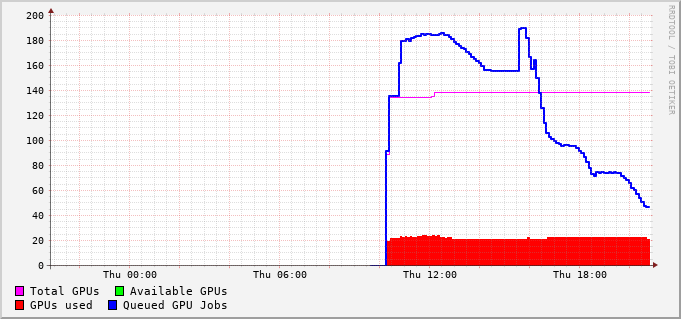 RRDTOOL / TOBI OETIKER
200
180
160
140
120
100
80
60
40
20
0
Thu 00:00 Thu 06:00 Thu 12:00 Thu 18:00
Total GPUs Available GPUs
GPUs used Queued GPU Jobs